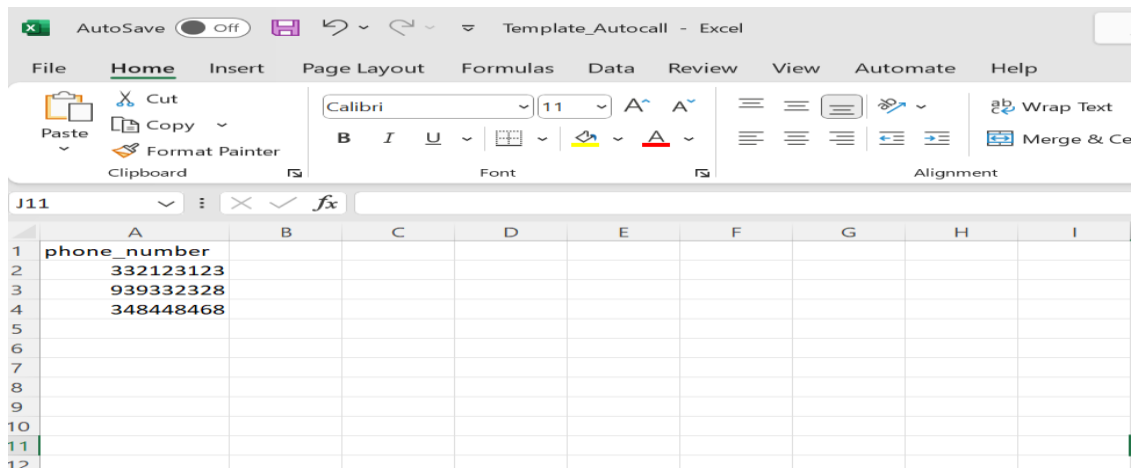 AutoSave Off Template_Autocall - Excel
File Home Insert Page Layout Formulas Data Review View Automate Help
Cut
Copy
Paste
Format Painter
Clipboard
Calibri 11 A A
B I U A
Font
ab Wrap Text
Merge & Ce
Alignment
J11 fx
A B C D E F G H I
1 phone_number
2 332123123
3 939332328
4 348448468
5
6
7
8
9
10
11
12